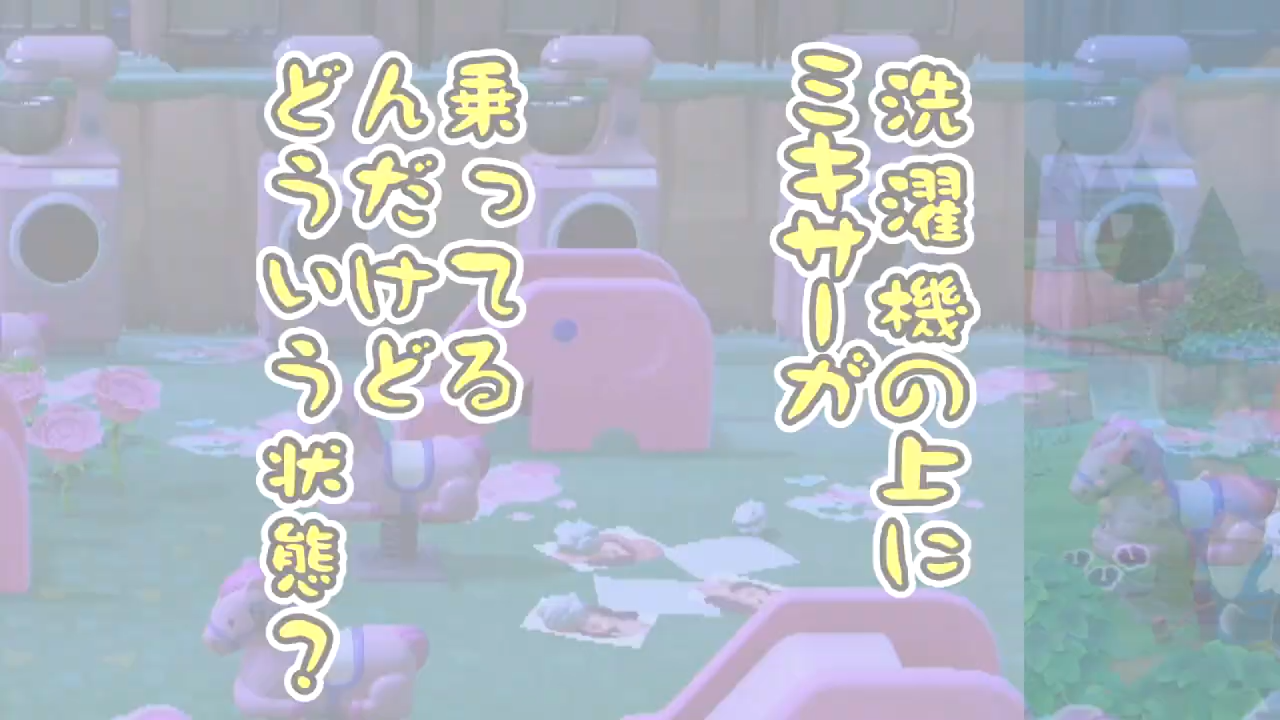 洗濯機の上に
ミキサーが
乗ってる
んだけど
どういう状態？